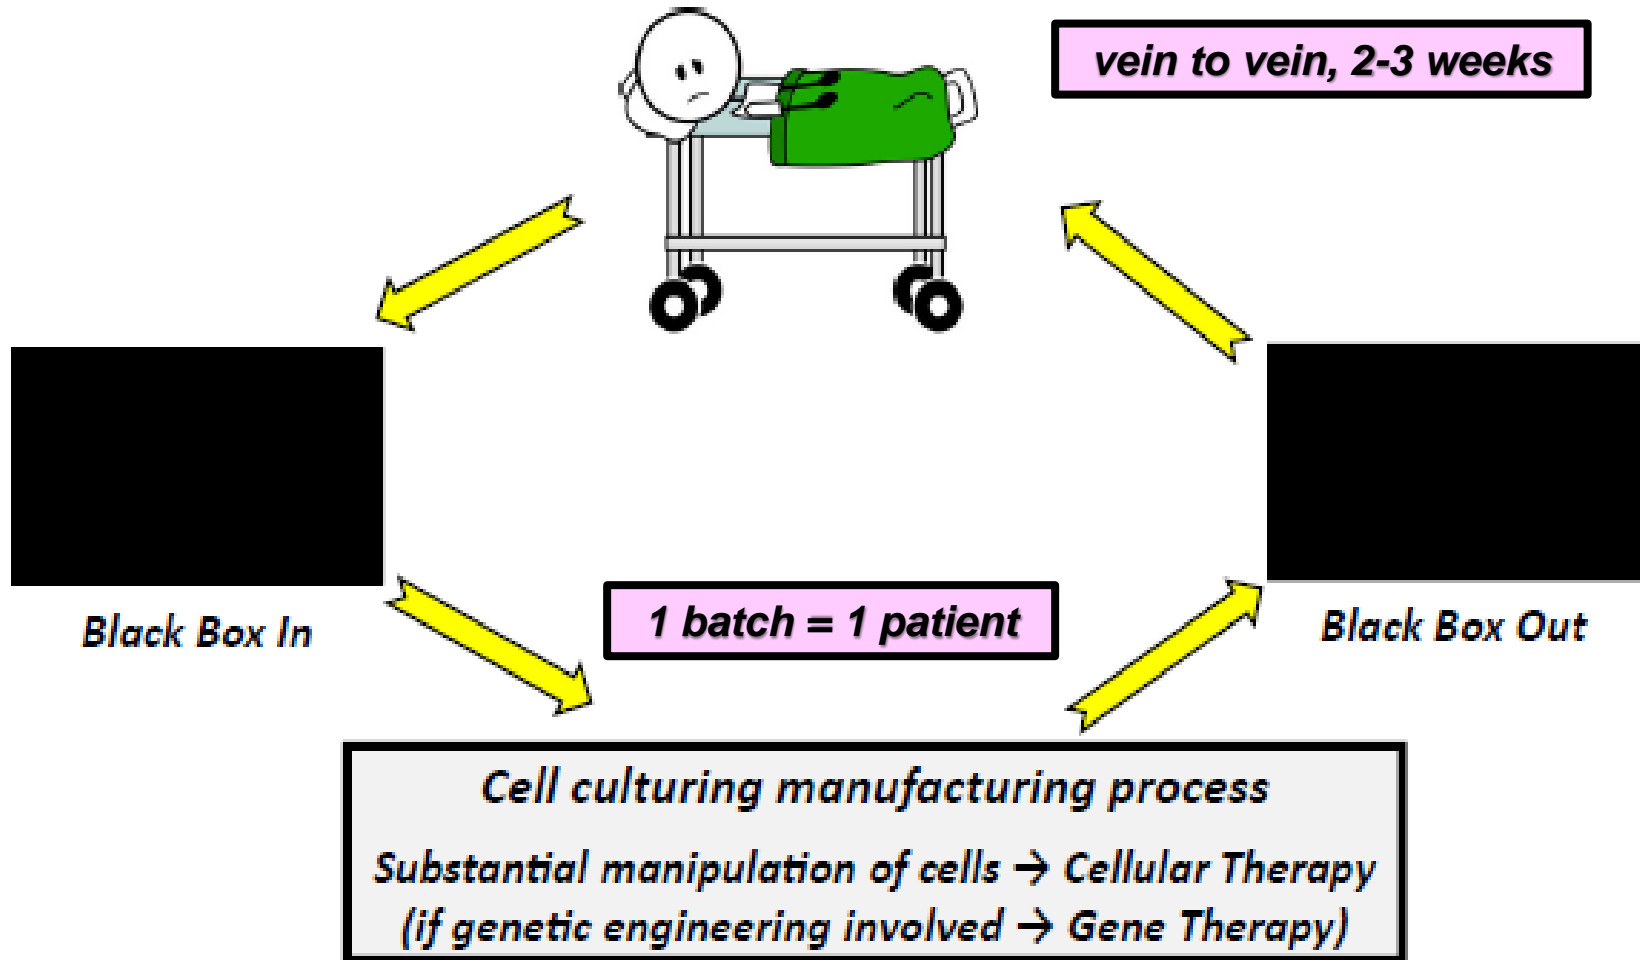 vein to vein, 2-3 weeks
Black Box In
1 batch = 1 patient
Black Box Out
Cell culturing manufacturing process
Substantial manipulation of cells → Cellular Therapy
(if genetic engineering involved → Gene Therapy)